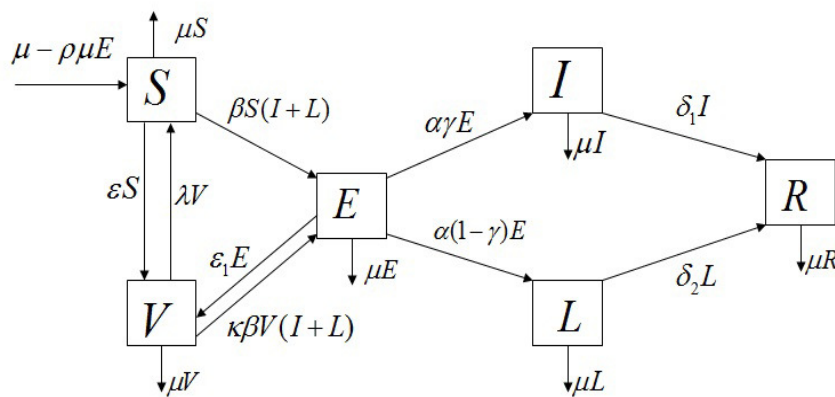 μS
μ − ρμE
S
I
βS(I + L)
αγE
μI
δ₁I
εS
λV
E
R
ε₁E
α(1−γ)E
μE
μR
V
κβV(I + L)
L
δ₂L
μV
μL